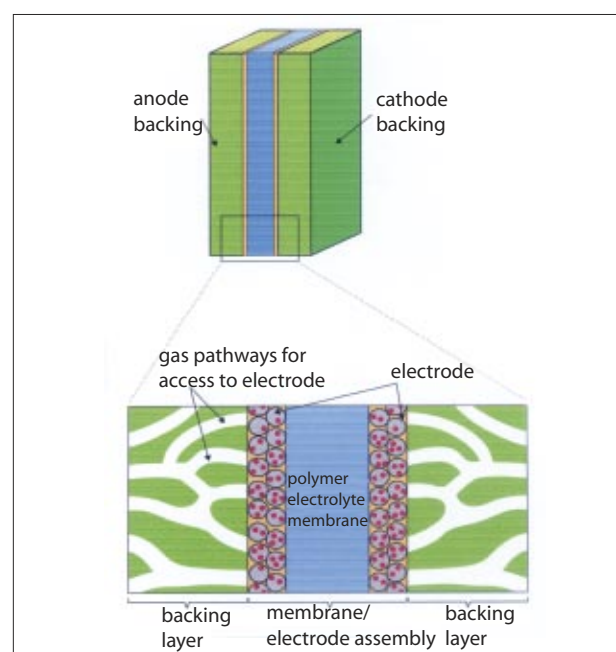 anode
backing
cathode
backing
gas pathways for
access to electrode
electrode
polymer
electrolyte
membrane
backing
layer
membrane/
electrode assembly
backing
layer